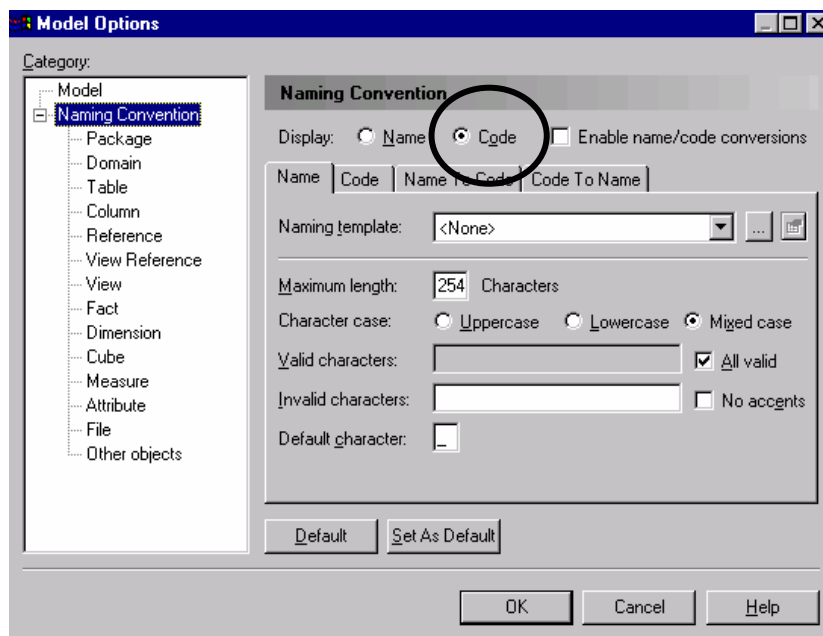 Model Options
Category:
Model
Naming Convention
Package
Domain
Table
Column
Reference
View Reference
View
Fact
Dimension
Cube
Measure
Attribute
File
Other objects
Naming Convention
Display: Name Code Enable name/code conversions
Name Code Name To Code Code To Name
Naming template: <None> ...
Maximum length: 254 Characters
Character case: Uppercase Lowercase Mixed case
Valid characters: All valid
Invalid characters: No accents
Default character: _
Default Set As Default
OK Cancel Help